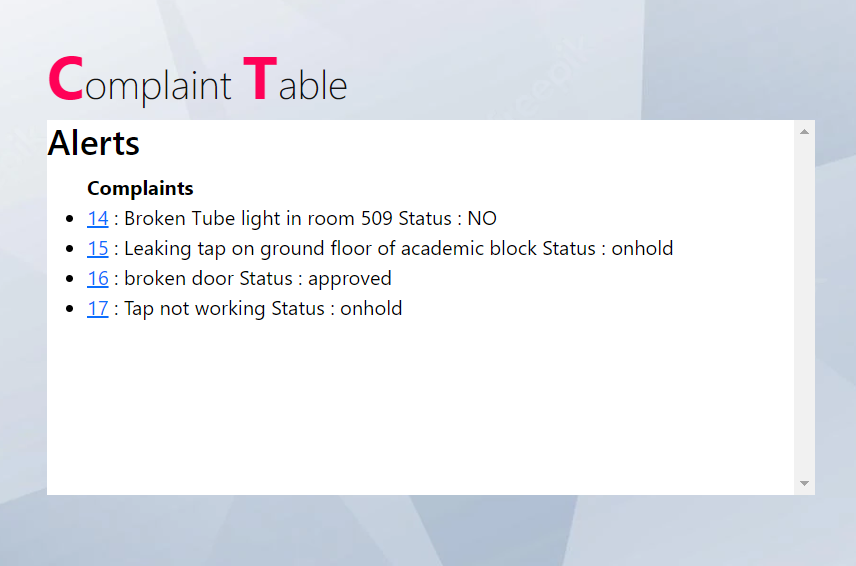 Complaint Table
Alerts
Complaints
14 : Broken Tube light in room 509 Status : NO
15 : Leaking tap on ground floor of academic block Status : onhold
16 : broken door Status : approved
17 : Tap not working Status : onhold